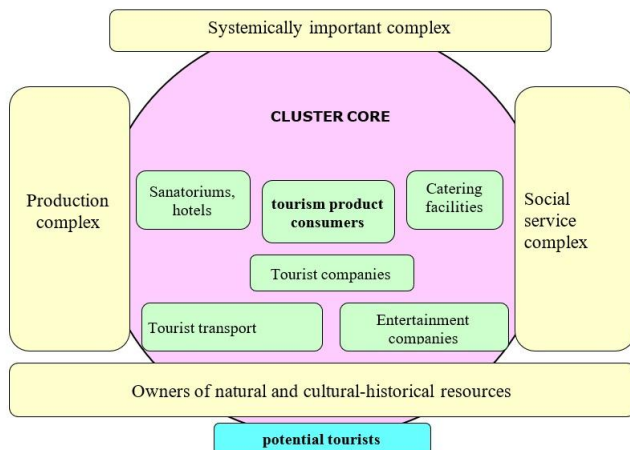 Systemically important complex
CLUSTER CORE
Production
complex
Sanatoriums,
hotels
tourism product
consumers
Catering
facilities
Social
service
complex
Tourist companies
Tourist transport
Entertainment
companies
Owners of natural and cultural-historical resources
potential tourists